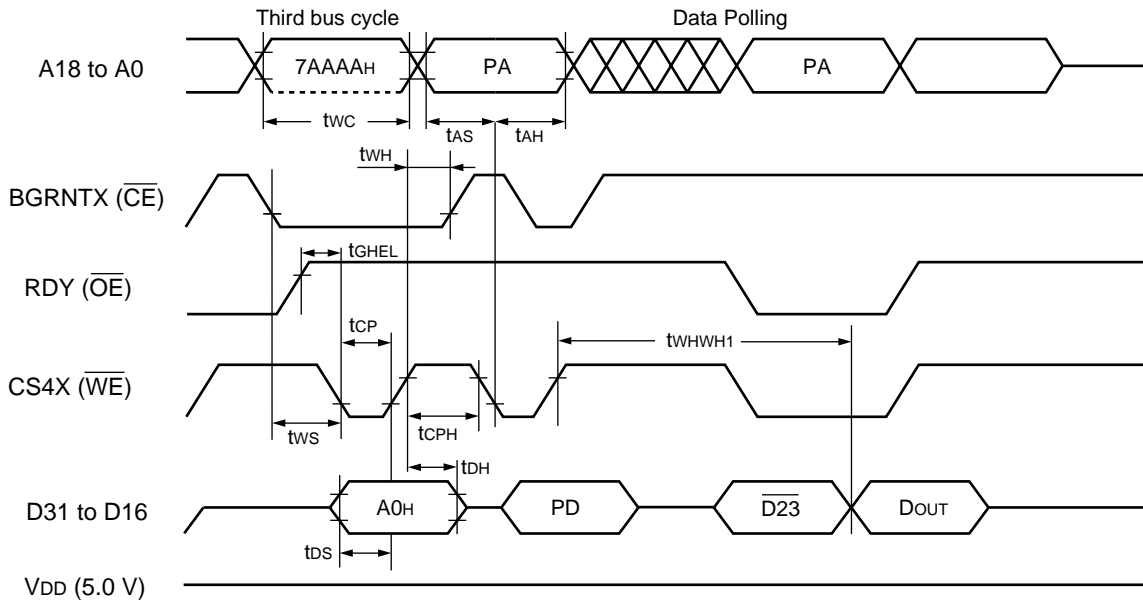 Third bus cycle Data Polling
A18 to A0 7AAAAH PA PA
tWC tAS tAH
tWH
BGRNTX (CE)
tGHEL
RDY (OE)
tCP tWHWH1
CS4X (WE)
tWS tCPH
tDH
D31 to D16 A0H PD D23 DOUT
tDS
VDD (5.0 V)